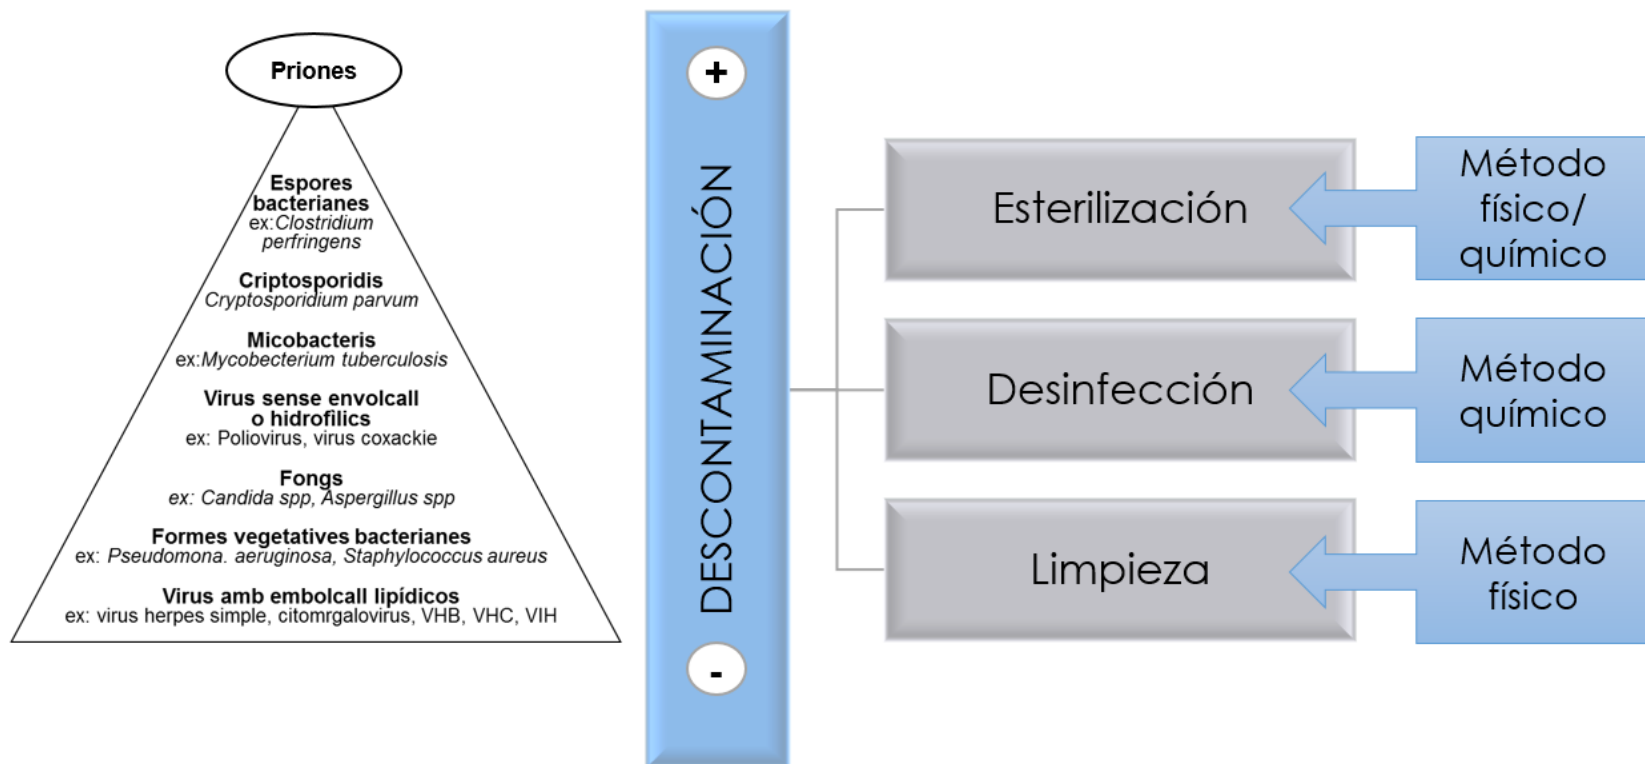 Priones
Espores
bacterianes
ex:Clostridium
perfringens
Criptosporidis
Cryptosporidium parvum
Micobacteris
ex:Mycobecterium tuberculosis
Virus sense envolcall
o hidrofílics
ex: Poliovirus, virus coxackie
Fongs
ex: Candida spp, Aspergillus spp
Formes vegetatives bacterianes
ex: Pseudomona. aeruginosa, Staphylococcus aureus
Virus amb embolcall lipídicos
ex: virus herpes simple, citomrgalovirus, VHB, VHC, VIH
+
DESCONTAMINACIÓN
-
Esterilización
Método
físico/
químico
Desinfección
Método
químico
Limpieza
Método
físico